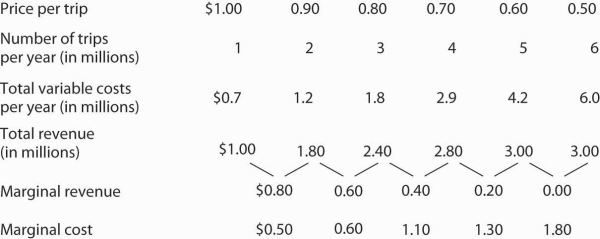 Price per trip $1.00 0.90 0.80 0.70 0.60 0.50
Number of trips
per year (in millions) 1 2 3 4 5 6
Total variable costs
per year (in millions) $0.7 1.2 1.8 2.9 4.2 6.0
Total revenue
(in millions) $1.00 1.80 2.40 2.80 3.00 3.00
Marginal revenue $0.80 0.60 0.40 0.20 0.00
Marginal cost $0.50 0.60 1.10 1.30 1.80